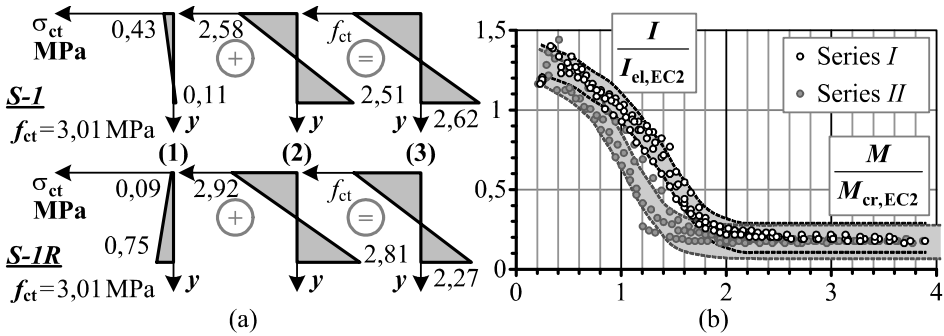 σct
MPa
0,43
2,58
fct
+
=
0,11
2,51
2,62
S-1
fct = 3,01 MPa
y
y
y
(1)
(2)
(3)
σct
MPa
0,09
2,92
fct
+
=
0,75
2,81
2,27
S-1R
fct = 3,01 MPa
y
y
y
(a)
1,5
1
0,5
0
0
1
2
3
4
I
Iel,EC2
Series I
Series II
M
Mcr,EC2
(b)